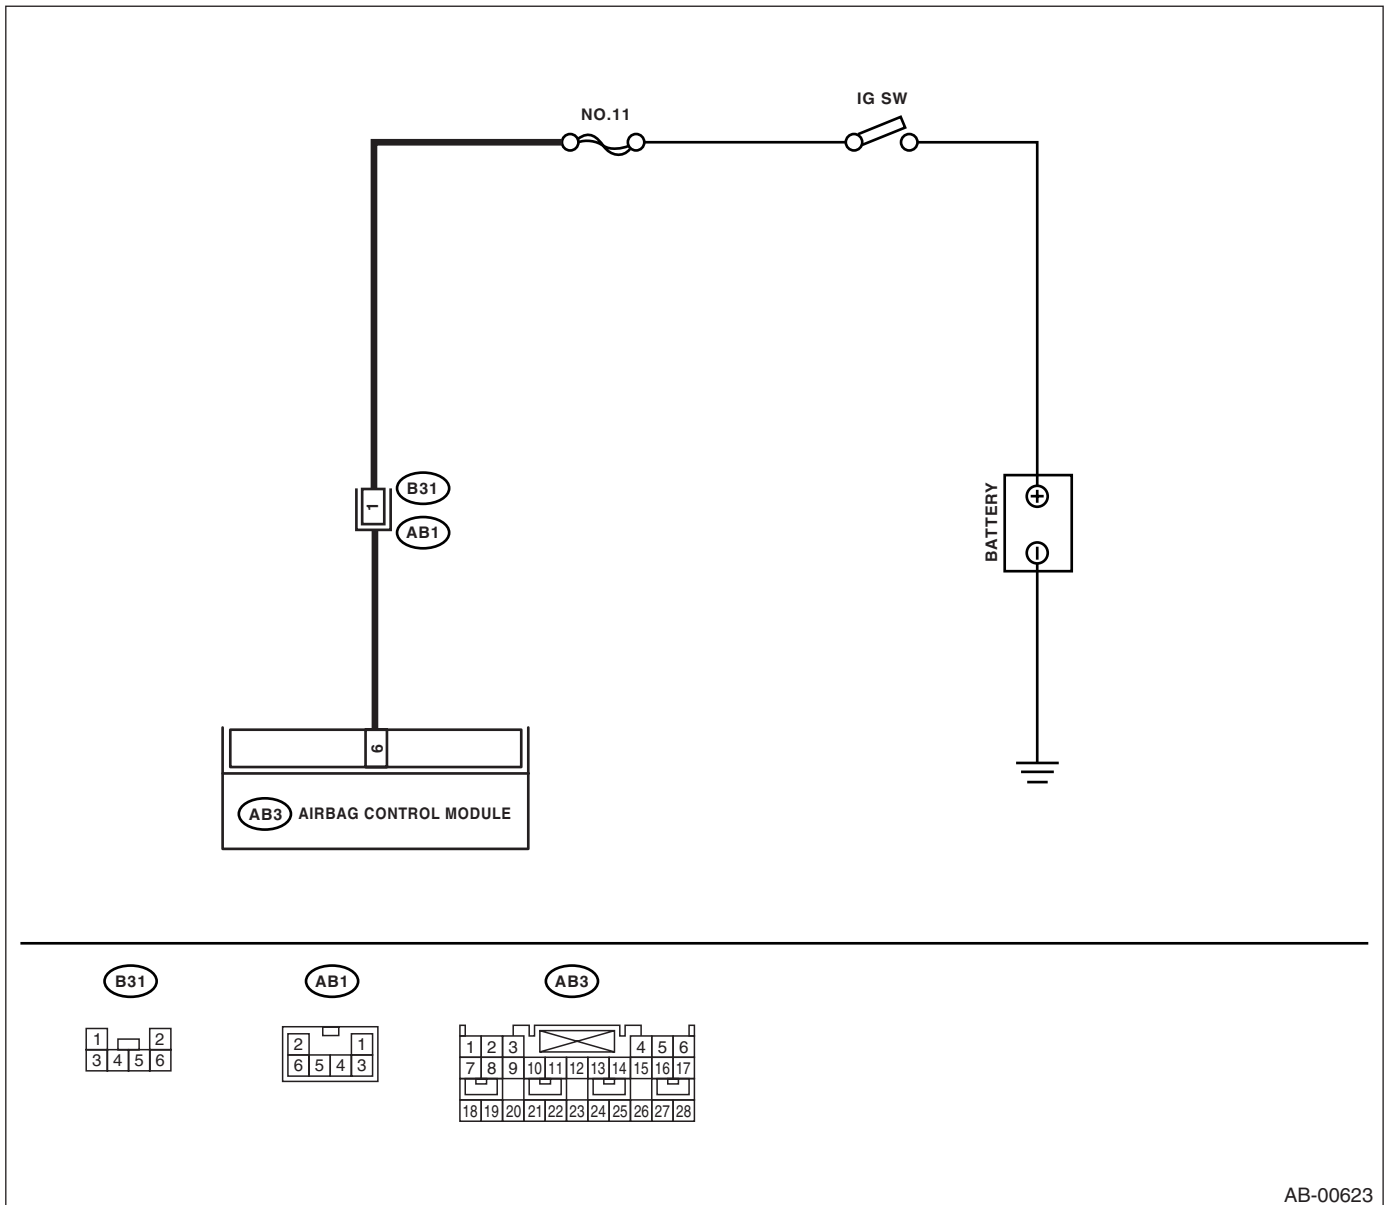 IG SW
NO.11
B31
1
AB1
BATTERY
6
AB3 AIRBAG CONTROL MODULE
B31
AB1
AB3
1 2
3 4 5 6
2 1
6 5 4 3
1 2 3 4 5 6
7 8 9 10 11 12 13 14 15 16 17
18 19 20 21 22 23 24 25 26 27 28
AB-00623